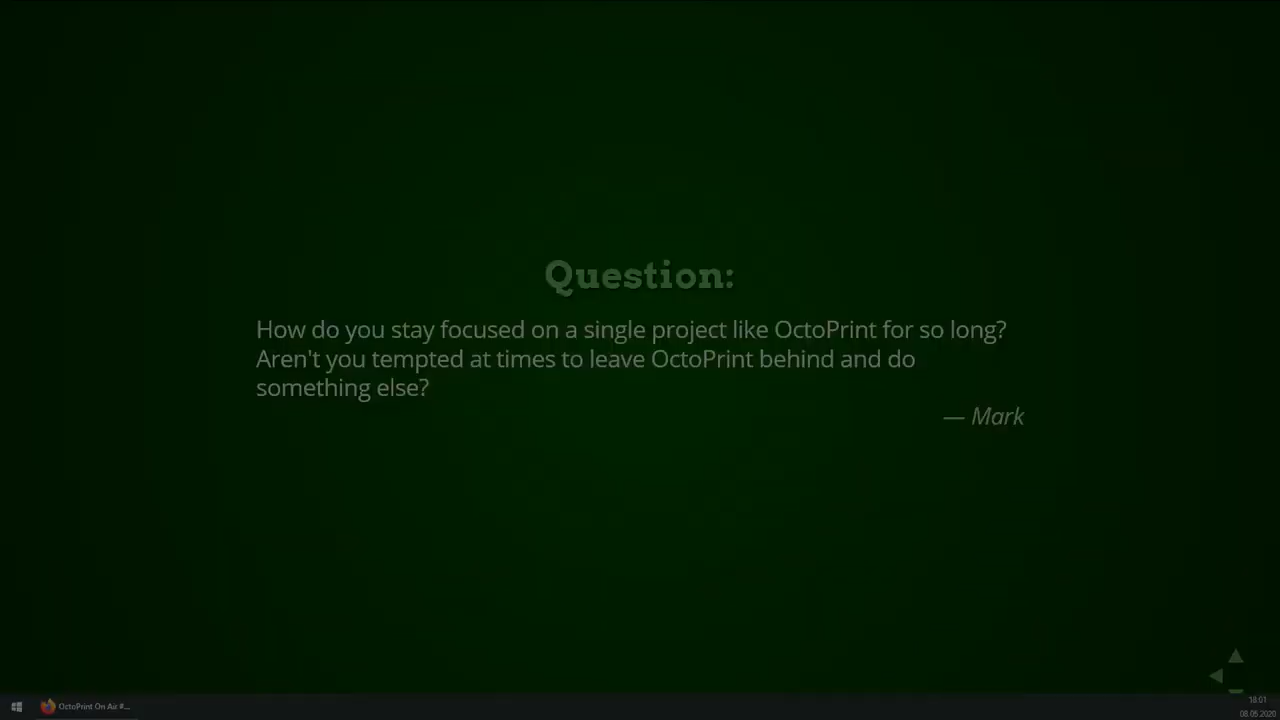 Question:
How do you stay focused on a single project like OctoPrint for so long?
Aren't you tempted at times to leave OctoPrint behind and do
something else?
— Mark
OctoPrint On Air #...
18:01
08.05.2020